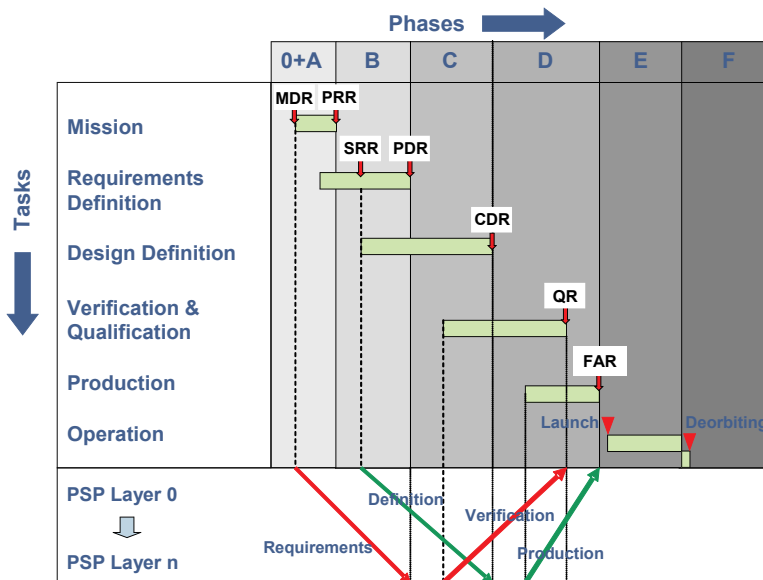 Phases
0+A B C D E F
MDR PRR
Mission
SRR PDR
Requirements
Definition
Tasks
CDR
Design Definition
QR
Verification &
Qualification
FAR
Production
Launch Deorbiting
Operation
PSP Layer 0
Definition
Verification
Requirements
Production
PSP Layer n